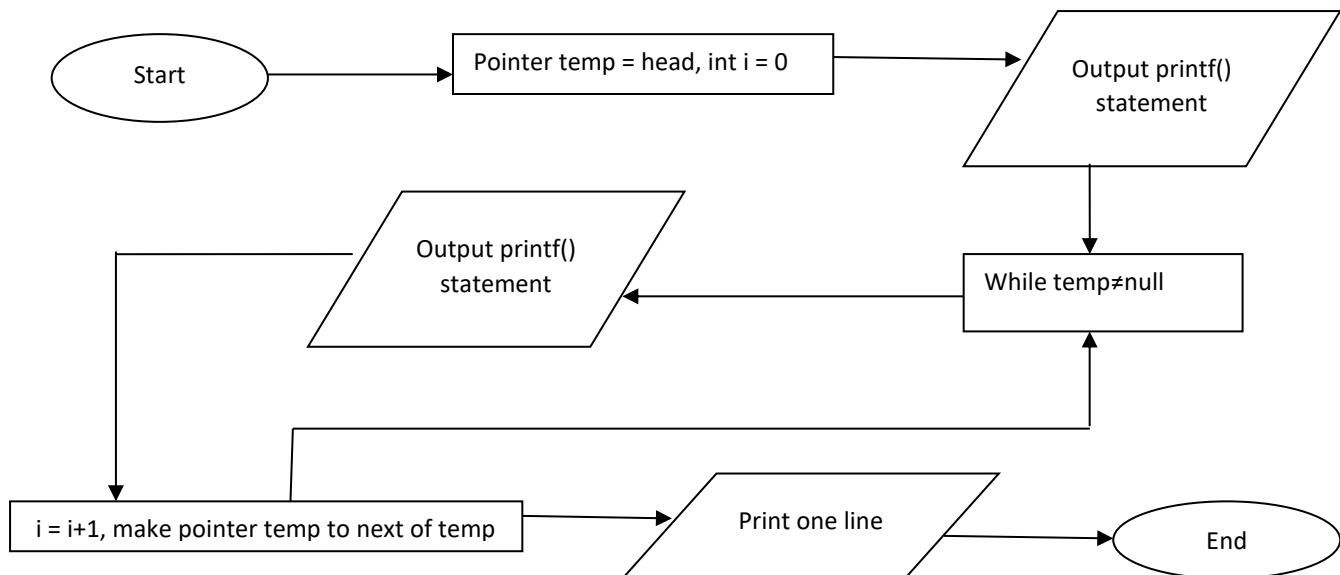 Start
Pointer temp = head, int i = 0
Output printf()
statement
While temp≠null
Output printf()
statement
i = i+1, make pointer temp to next of temp
Print one line
End